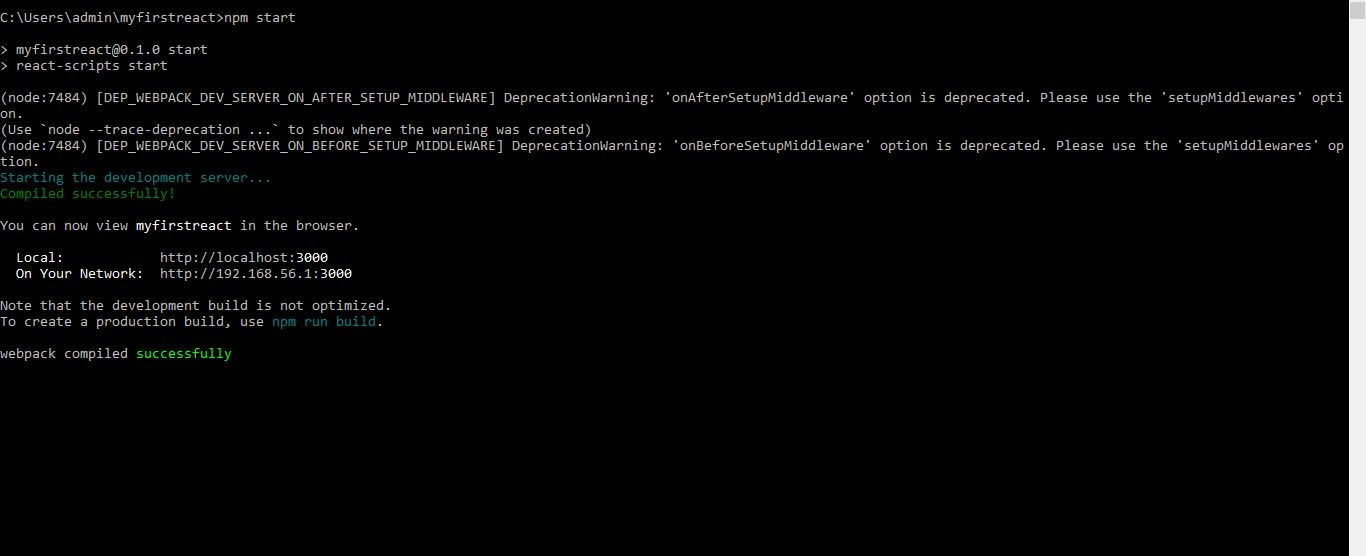 C:\Users\admin\myfirstreact>npm start
> myfirstreact@0.1.0 start
> react-scripts start
(node:7484) [DEP_WEBPACK_DEV_SERVER_ON_AFTER_SETUP_MIDDLEWARE] DeprecationWarning: 'onAfterSetupMiddleware' option is deprecated. Please use the 'setupMiddlewares' opti
on.
(Use `node --trace-deprecation ...` to show where the warning was created)
(node:7484) [DEP_WEBPACK_DEV_SERVER_ON_BEFORE_SETUP_MIDDLEWARE] DeprecationWarning: 'onBeforeSetupMiddleware' option is deprecated. Please use the 'setupMiddlewares' op
tion.
Starting the development server...
Compiled successfully!
You can now view myfirstreact in the browser.
Local: http://localhost:3000
On Your Network: http://192.168.56.1:3000
Note that the development build is not optimized.
To create a production build, use npm run build.
webpack compiled successfully